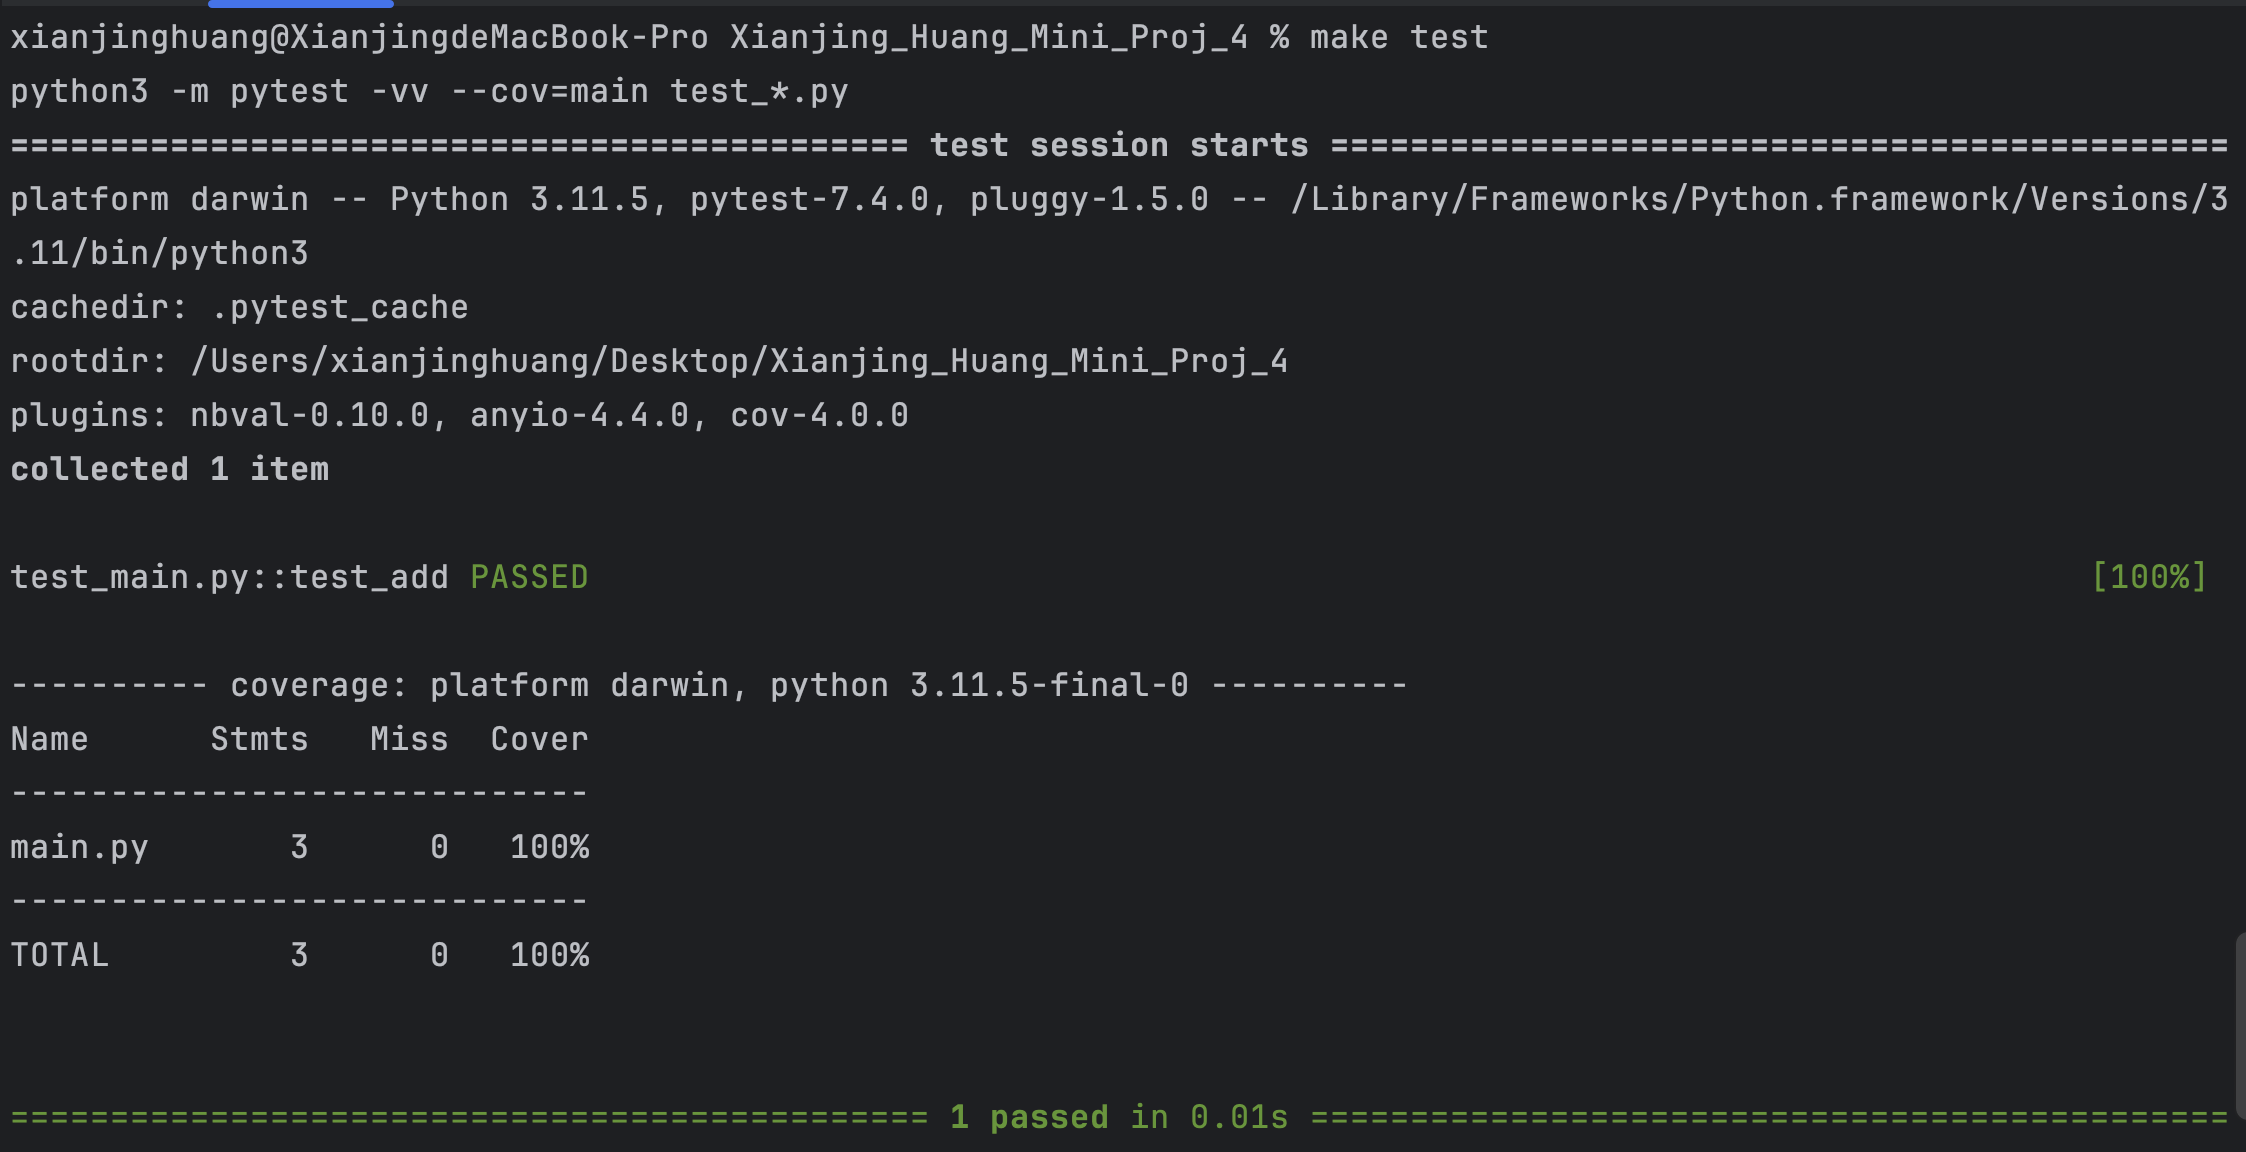 xianjinghuang@XianjingdeMacBook-Pro Xianjing_Huang_Mini_Proj_4 % make test
python3 -m pytest -vv --cov=main test_*.py
============================================= test session starts =============================================
platform darwin -- Python 3.11.5, pytest-7.4.0, pluggy-1.5.0 -- /Library/Frameworks/Python.framework/Versions/3
.11/bin/python3
cachedir: .pytest_cache
rootdir: /Users/xianjinghuang/Desktop/Xianjing_Huang_Mini_Proj_4
plugins: nbval-0.10.0, anyio-4.4.0, cov-4.0.0
collected 1 item
test_main.py::test_add PASSED [100%]
---------- coverage: platform darwin, python 3.11.5-final-0 ----------
Name      Stmts   Miss  Cover
-----------------------------
main.py       3      0   100%
-----------------------------
TOTAL         3      0   100%
============================================== 1 passed in 0.01s ==============================================